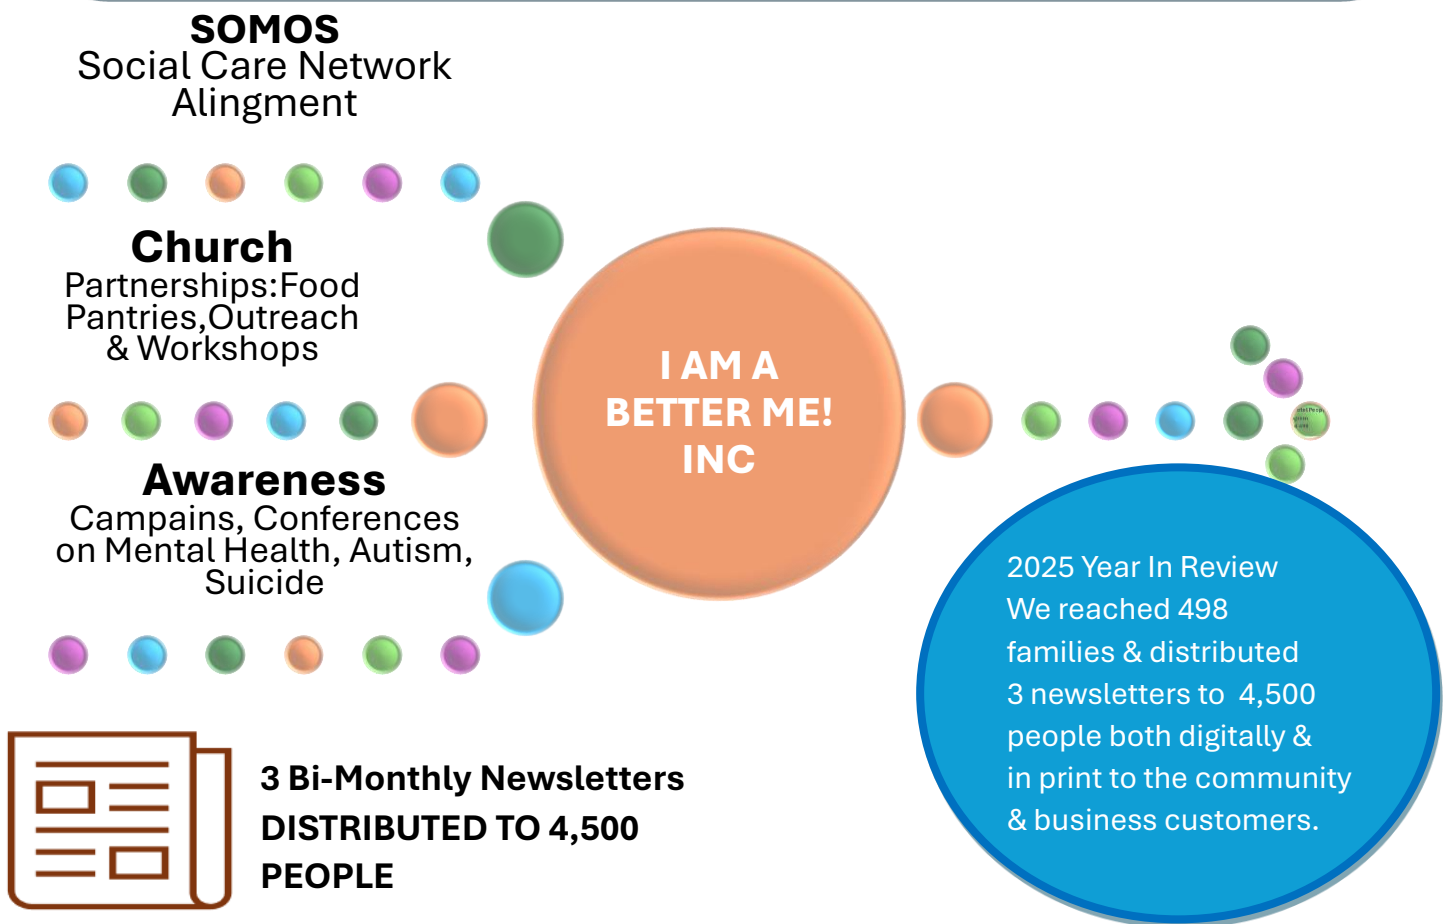 SOMOS
Social Care Network
Alingment
Church
Partnerships:Food
Pantries,Outreach
& Workshops
Awareness
Campains, Conferences
on Mental Health, Autism,
Suicide
I AM A
BETTER ME!
INC
2025 Year In Review
We reached 498
families & distributed
3 newsletters to 4,500
people both digitally &
in print to the community
& business customers.
3 Bi-Monthly Newsletters
DISTRIBUTED TO 4,500
PEOPLE